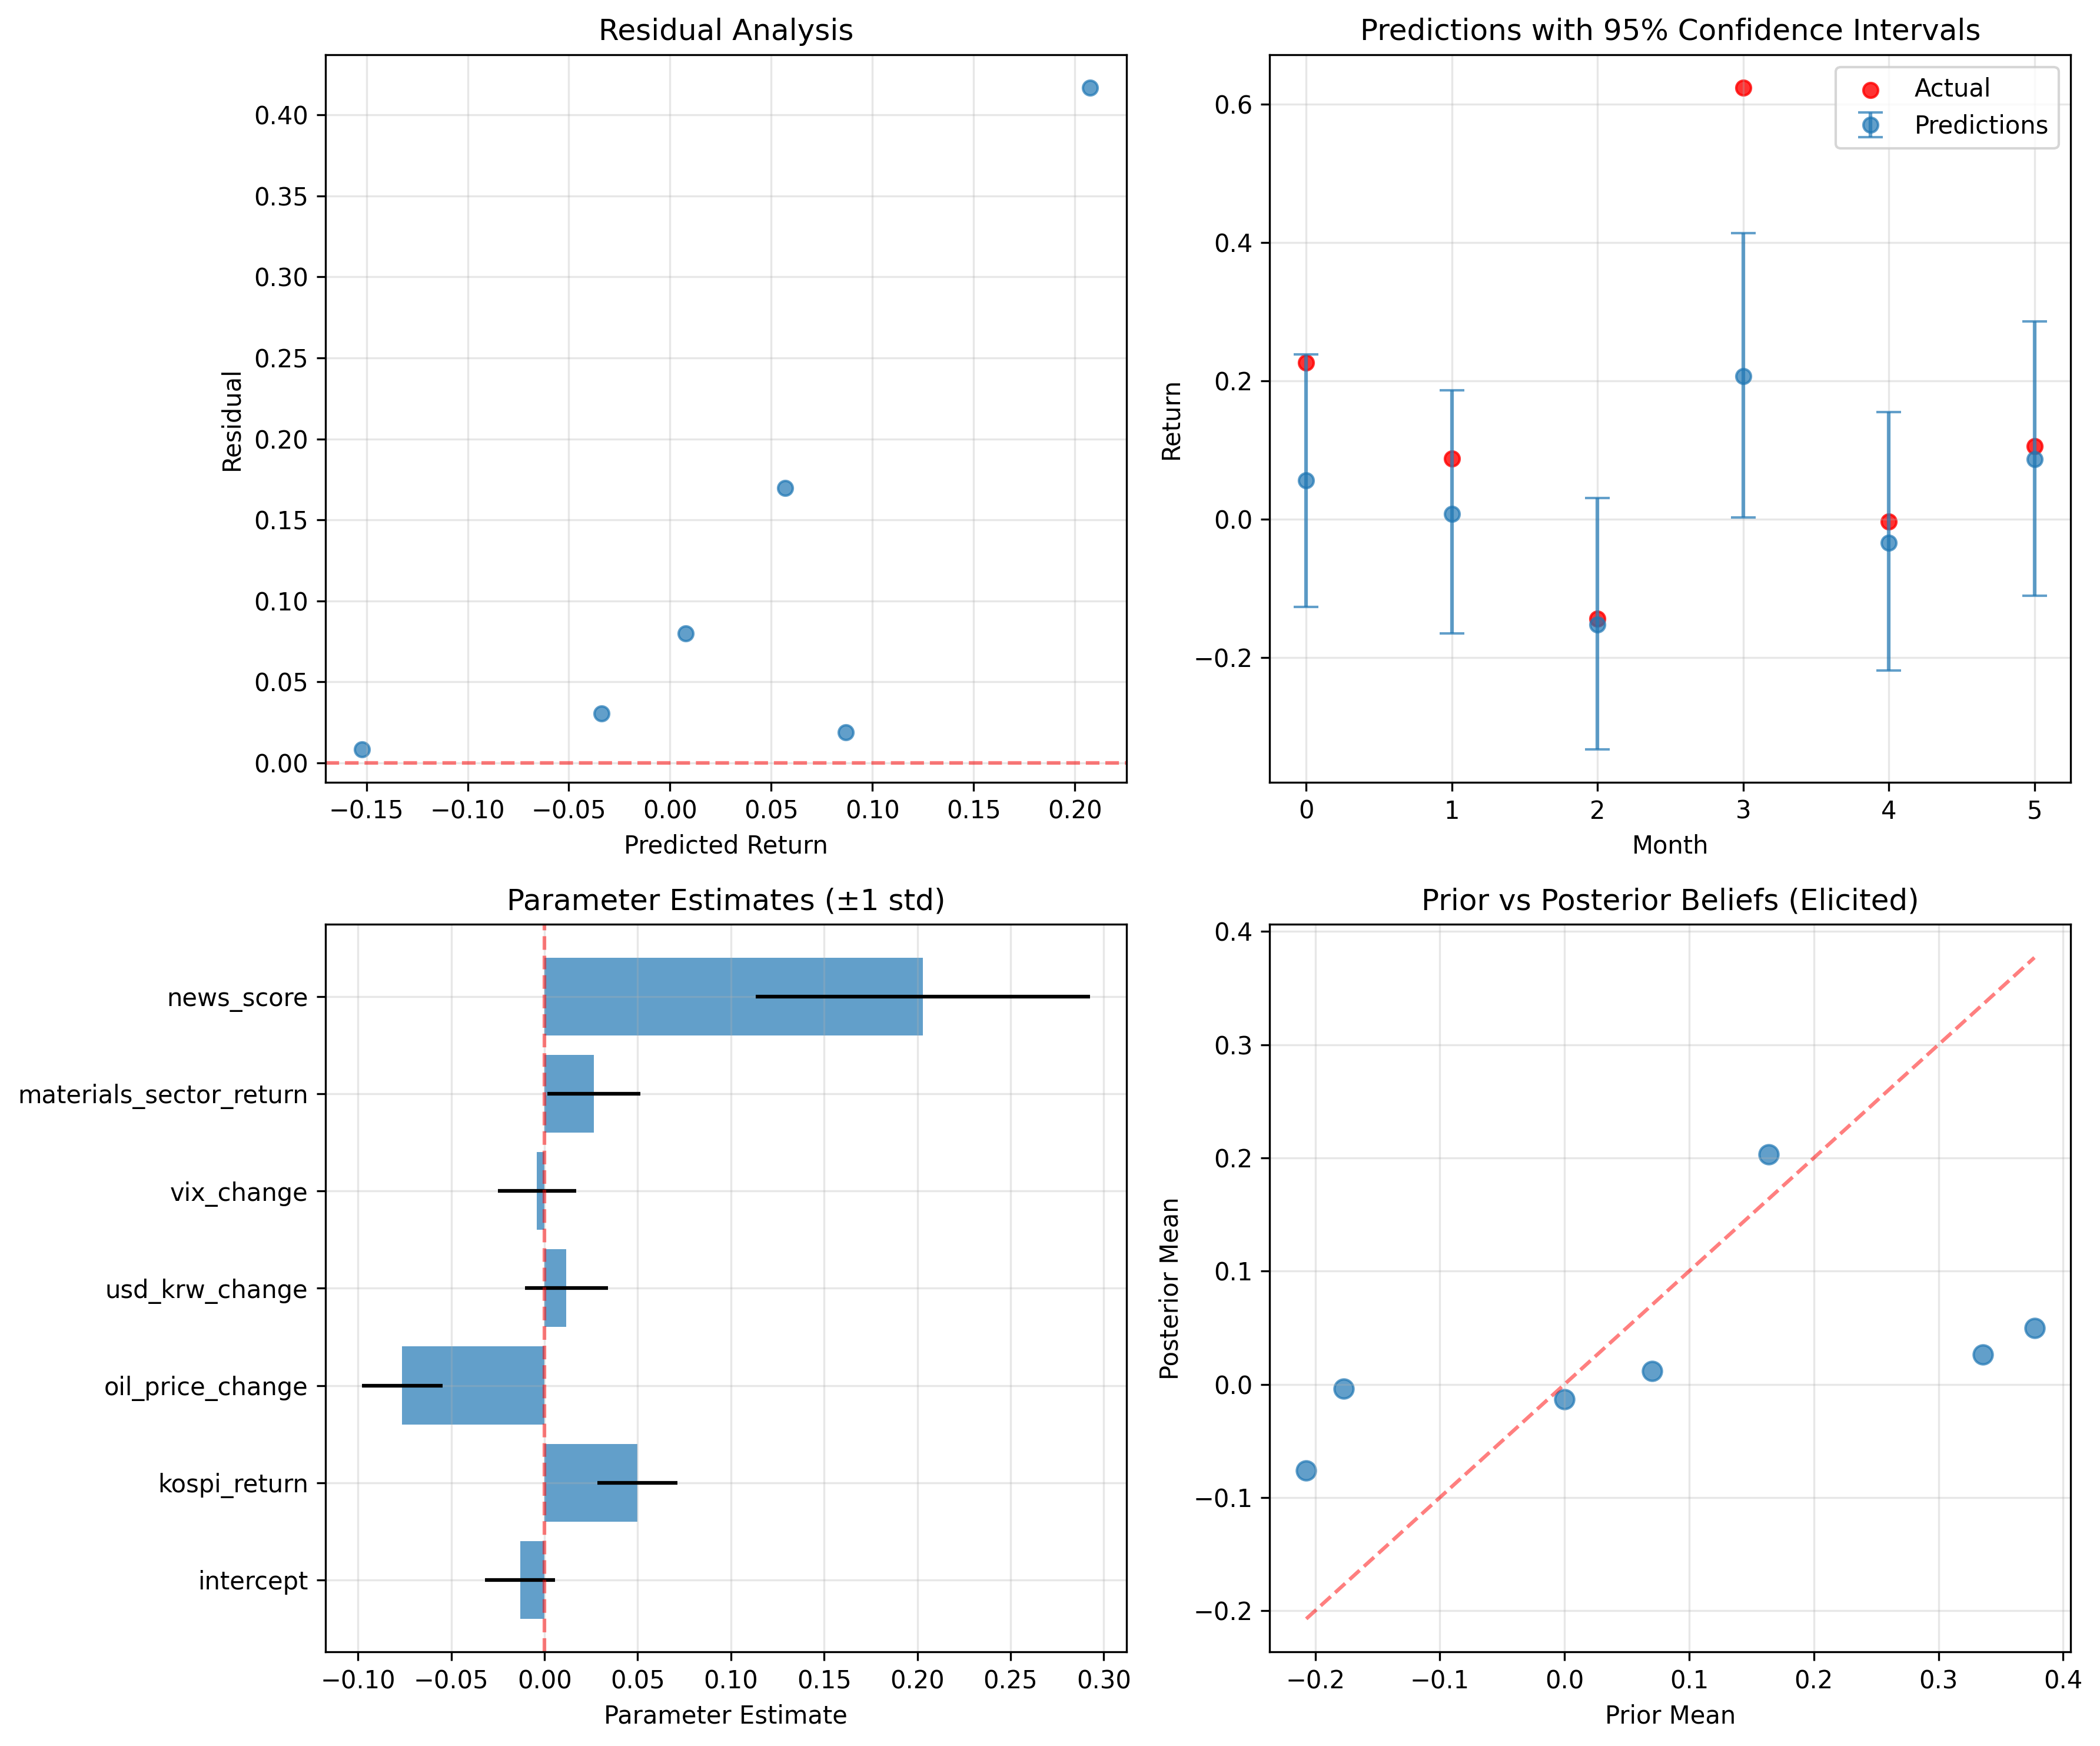 Residual Analysis
0.40
0.35
0.30
0.25
0.20
0.15
0.10
0.05
0.00
Residual
−0.15 −0.10 −0.05 0.00 0.05 0.10 0.15 0.20
Predicted Return
Predictions with 95% Confidence Intervals
Actual
Predictions
0.6
0.4
0.2
0.0
−0.2
Return
0 1 2 3 4 5
Month
Parameter Estimates (±1 std)
news_score
materials_sector_return
vix_change
usd_krw_change
oil_price_change
kospi_return
intercept
−0.10 −0.05 0.00 0.05 0.10 0.15 0.20 0.25 0.30
Parameter Estimate
Prior vs Posterior Beliefs (Elicited)
0.4
0.3
0.2
0.1
0.0
−0.1
−0.2
Posterior Mean
−0.2 −0.1 0.0 0.1 0.2 0.3 0.4
Prior Mean